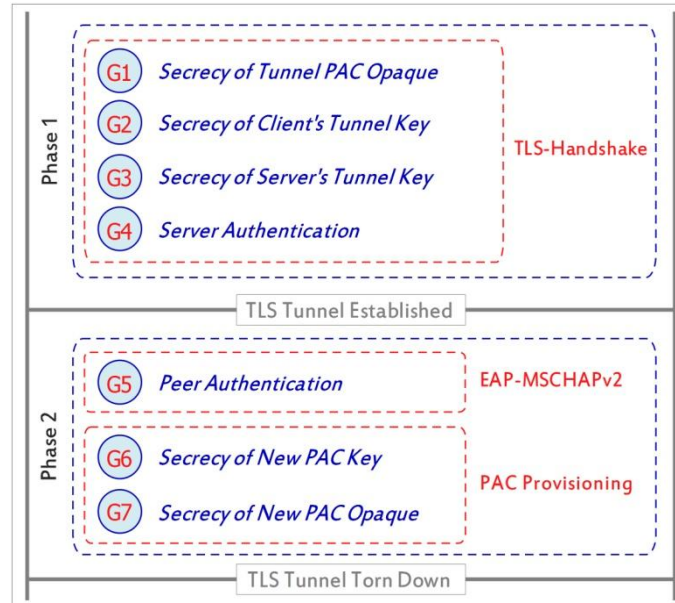 Phase 1
G1 Secrecy of Tunnel PAC Opaque
G2 Secrecy of Client's Tunnel Key
G3 Secrecy of Server's Tunnel Key
G4 Server Authentication
TLS-Handshake
TLS Tunnel Established
Phase 2
G5 Peer Authentication
EAP-MSCHAPv2
G6 Secrecy of New PAC Key
G7 Secrecy of New PAC Opaque
PAC Provisioning
TLS Tunnel Torn Down